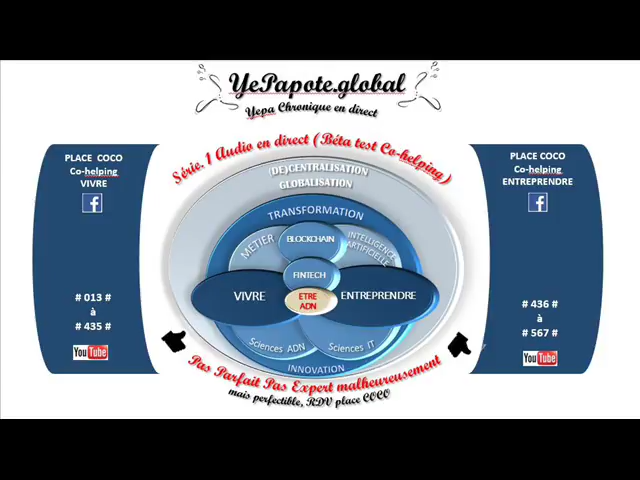 YePapote.global
Yepa Chronique en direct
Série. 1 Audio en direct (Béta test Co-helping)
PLACE COCO
Co-helping
VIVRE
f
# 013 #
à
# 435 #
YouTube
(DE)CENTRALISATION
GLOBALISATION
TRANSFORMATION
METIER
BLOCKCHAIN
INTELLIGENCE
ARTIFICIELLE
FINTECH
VIVRE
ETRE
ADN
ENTREPRENDRE
Sciences ADN
Sciences IT
INNOVATION
PLACE COCO
Co-helping
ENTREPRENDRE
f
# 436 #
à
# 567 #
YouTube
Pas Parfait Pas Expert malheureusement
mais perfectible, RDV place COCO